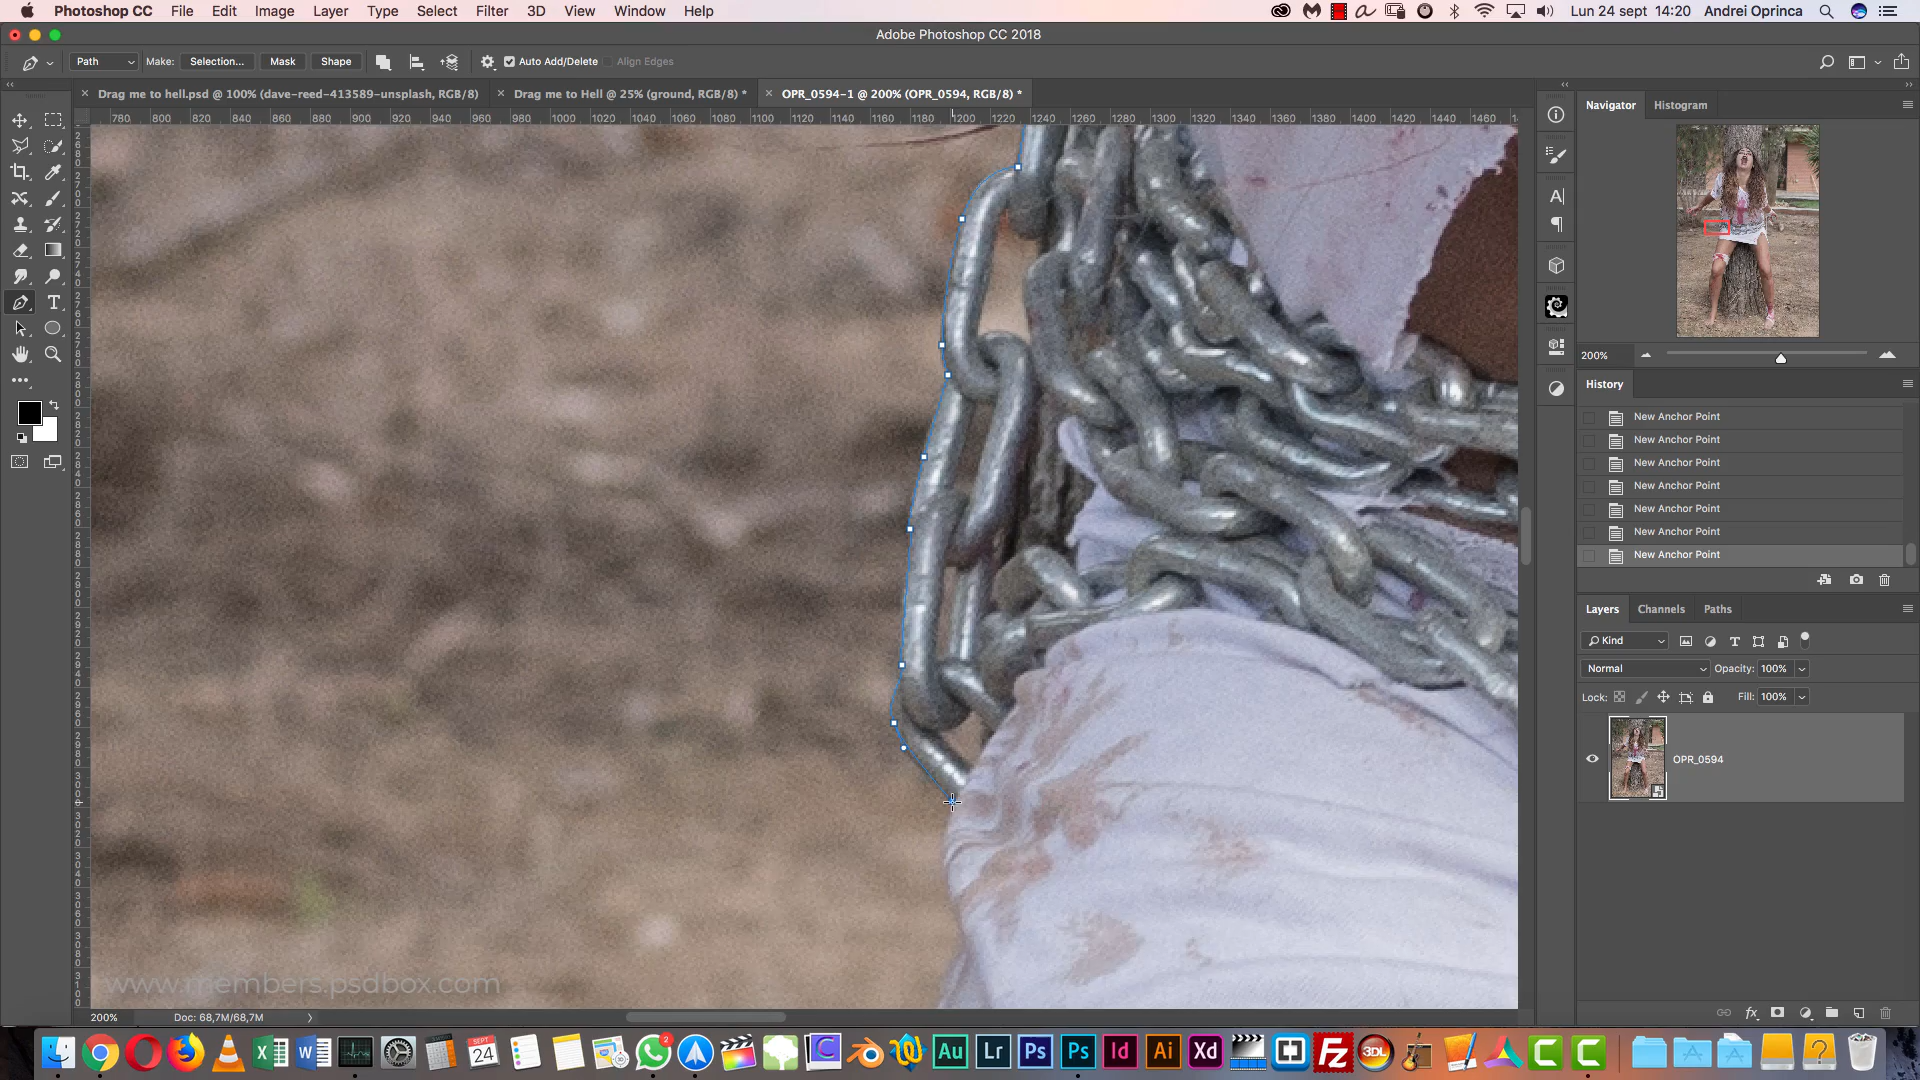 Photoshop CC File Edit Image Layer Type Select Filter 3D View Window Help Lun 24 sept 14:20 Andrei Oprinca
Adobe Photoshop CC 2018
Path Make: Selection... Mask Shape Auto Add/Delete Align Edges
Drag me to hell.psd @ 100% (dave-reed-413589-unsplash, RGB/8) Drag me to Hell @ 25% (ground, RGB/8) * OPR_0594-1 @ 200% (OPR_0594, RGB/8) *
780 800 820 840 860 880 900 920 940 960 980 1000 1020 1040 1060 1080 1100 1120 1140 1160 1180 1200 1220 1240 1260 1280 1300 1320 1340 1360 1380 1400 1420 1440 1460
Navigator Histogram
200%
History
New Anchor Point
New Anchor Point
New Anchor Point
New Anchor Point
New Anchor Point
New Anchor Point
New Anchor Point
Layers Channels Paths
Kind
Normal Opacity: 100%
Lock: Fill: 100%
OPR_0594
www.members.psdbox.com
200% Doc: 68,7M/68,7M
SEPT
24
2
Au Lr Ps Ps Id Ai Xd Fz 3DL